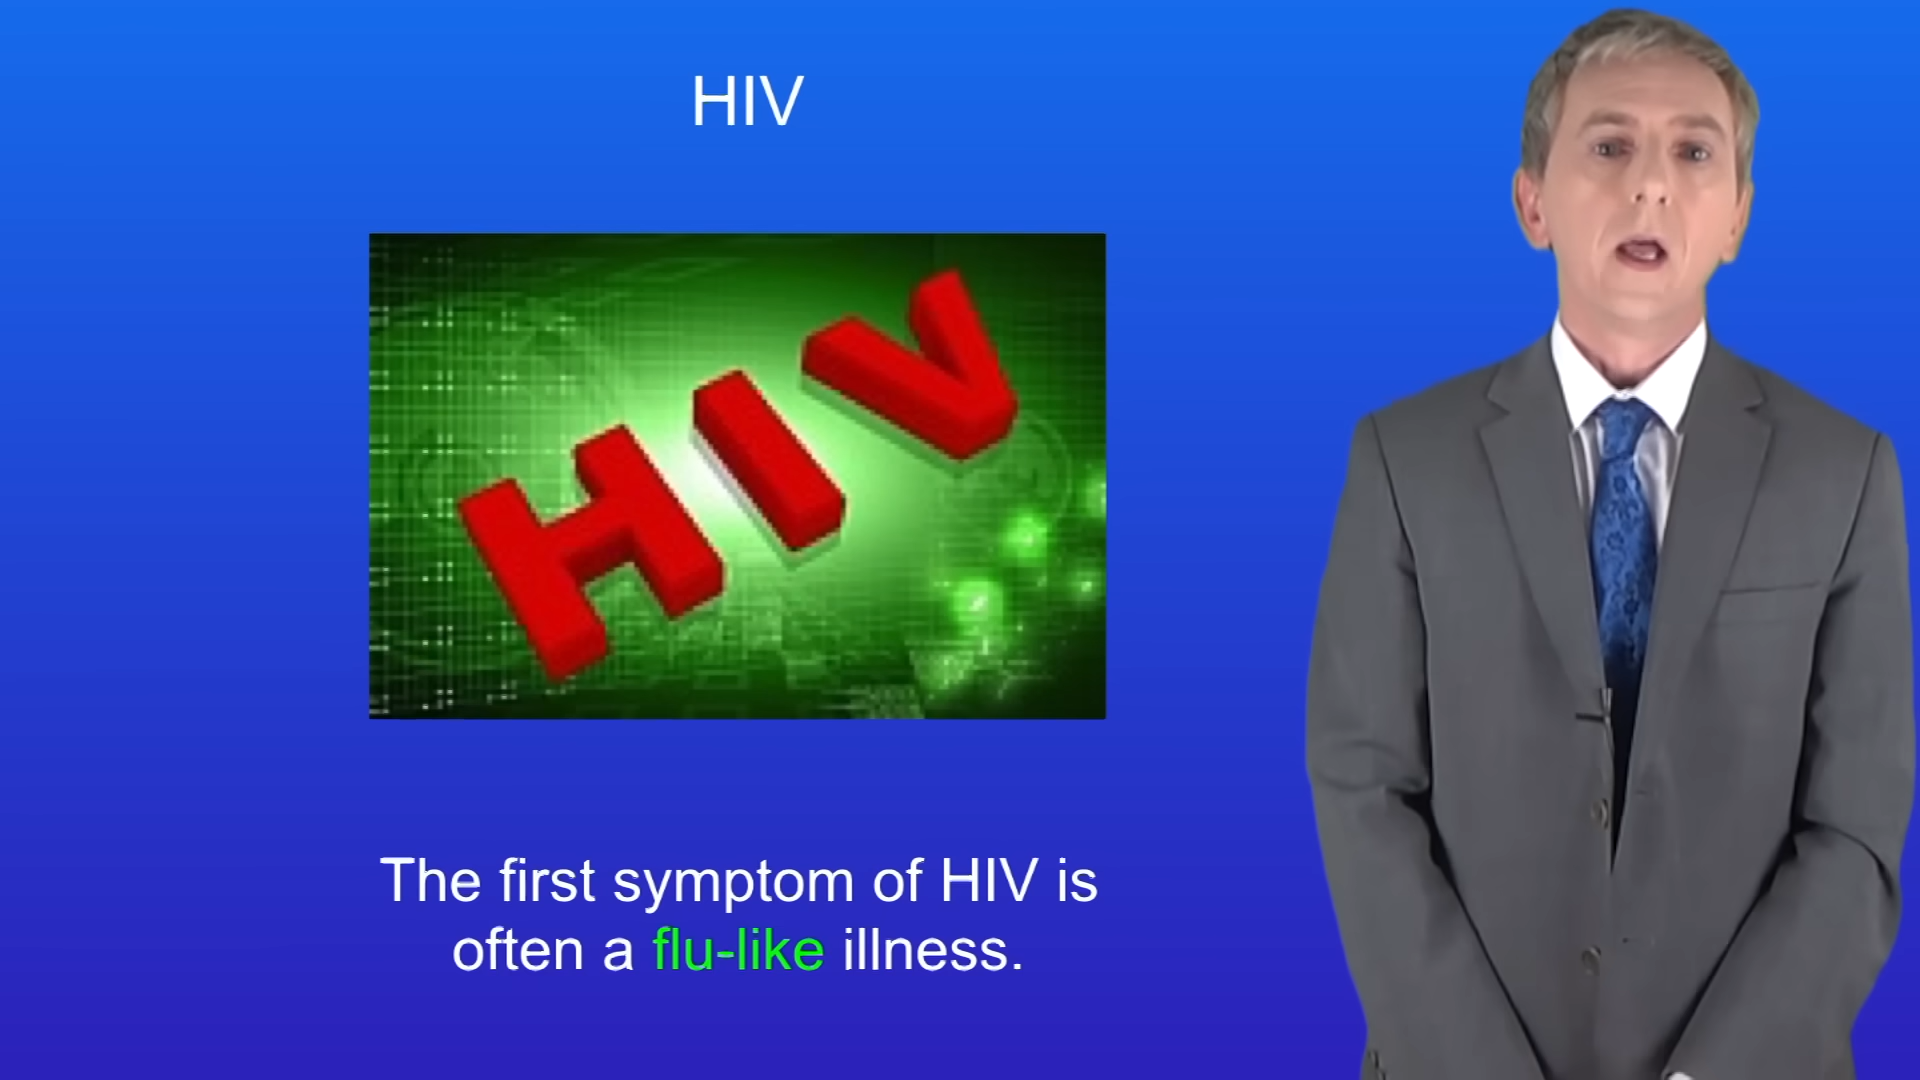 HIV
HIV
The first symptom of HIV is
often a flu-like illness.